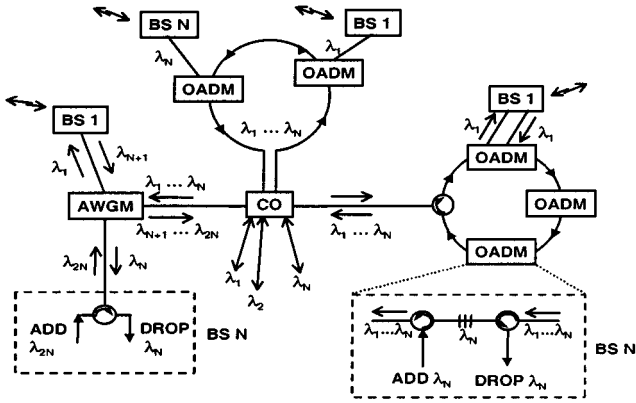 BS N
BS 1
λN
λ1
OADM
OADM
BS 1
BS 1
λ1 ... λN
λ1
λ1
λ1
λN+1
OADM
λ1 ... λN
AWGM
CO
OADM
λN+1 ... λ2N
λ1 ... λN
λ2N
λN
λ1
λ2
λN
OADM
ADD
DROP
BS N
λ2N
λN
λ1...λN
λN
λ1...λN
BS N
ADD λN
DROP λN